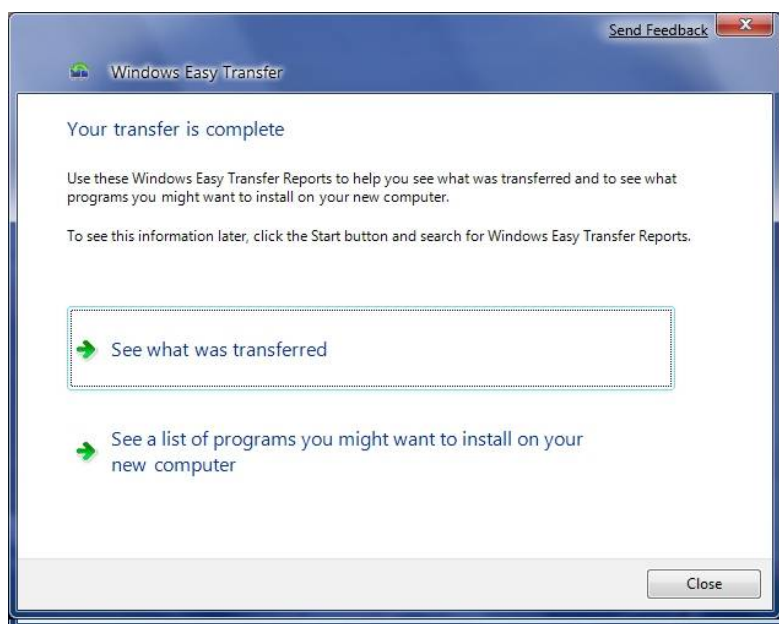 Send Feedback
Windows Easy Transfer
Your transfer is complete
Use these Windows Easy Transfer Reports to help you see what was transferred and to see what
programs you might want to install on your new computer.
To see this information later, click the Start button and search for Windows Easy Transfer Reports.
See what was transferred
See a list of programs you might want to install on your
new computer
Close